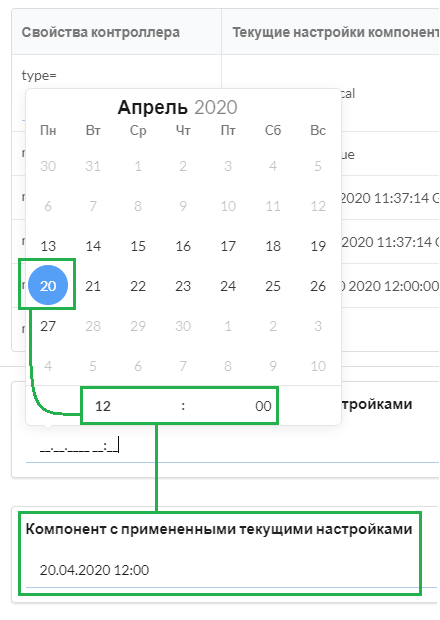 Свойства контроллера Текущие настройки компонент
type=
cal
Апрель 2020
Пн Вт Ср Чт Пт Сб Вс
30 31 1 2 3 4 5
ue
6 7 8 9 10 11 12
2020 11:37:14 G
13 14 15 16 17 18 19
2020 11:37:14 G
20 21 22 23 24 25 26
0 2020 12:00:00
27 28 29 30 1 2 3
4 5 6 7 8 9 10
12 : 00
стройками
__.__.____ __:__
Компонент с примененными текущими настройками
20.04.2020 12:00